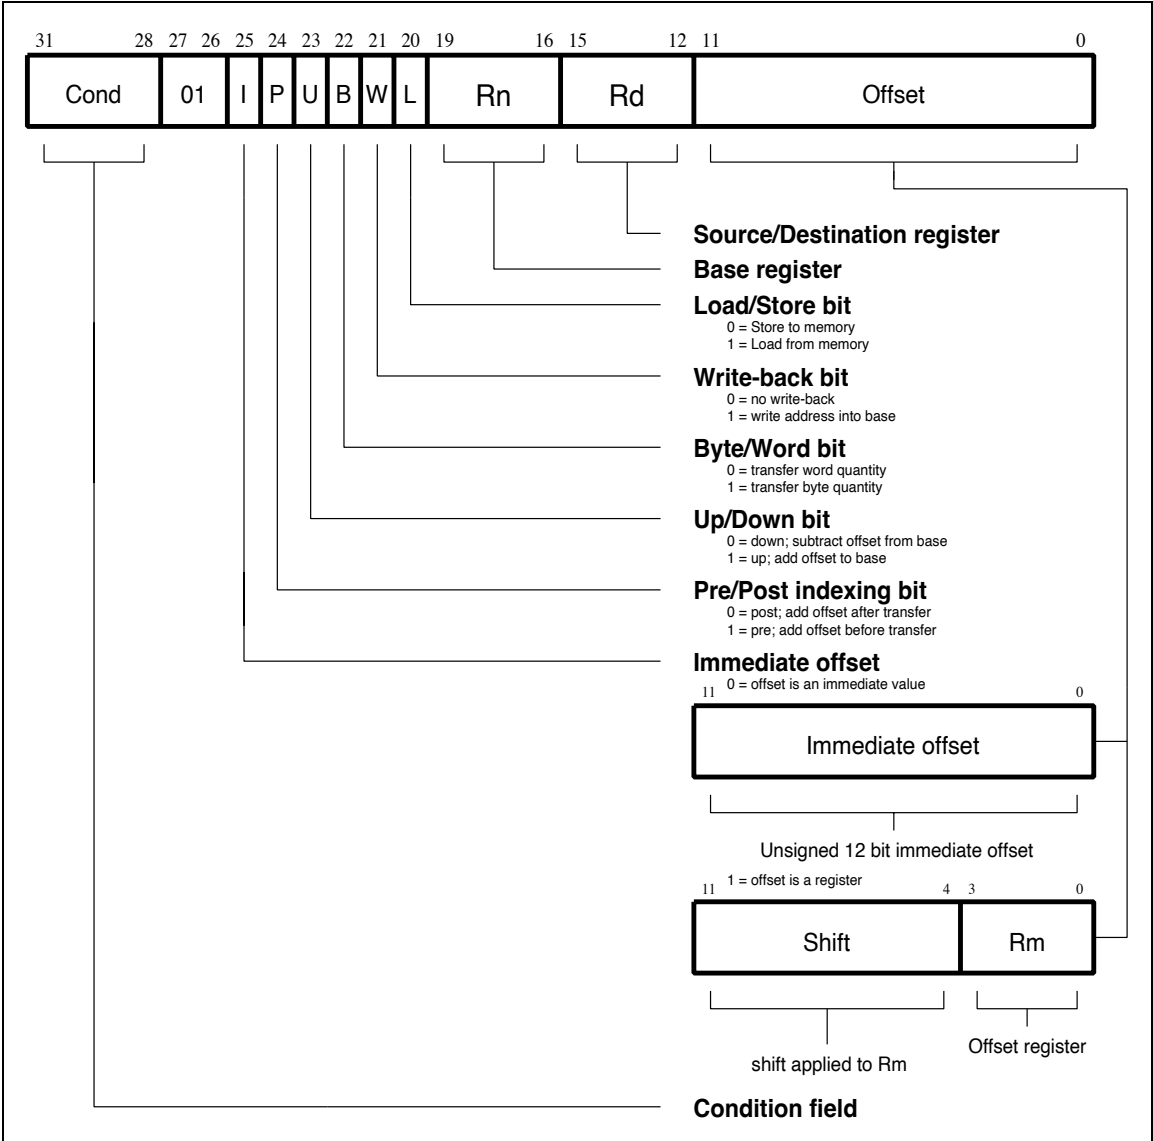 31 28 27 26 25 24 23 22 21 20 19 16 15 12 11 0
Cond 01 I P U B W L Rn Rd Offset
Source/Destination register
Base register
Load/Store bit
0 = Store to memory
1 = Load from memory
Write-back bit
0 = no write-back
1 = write address into base
Byte/Word bit
0 = transfer word quantity
1 = transfer byte quantity
Up/Down bit
0 = down; subtract offset from base
1 = up; add offset to base
Pre/Post indexing bit
0 = post; add offset after transfer
1 = pre; add offset before transfer
Immediate offset
0 = offset is an immediate value
11 0
Immediate offset
Unsigned 12 bit immediate offset
1 = offset is a register
11 4 3 0
Shift Rm
shift applied to Rm
Offset register
Condition field